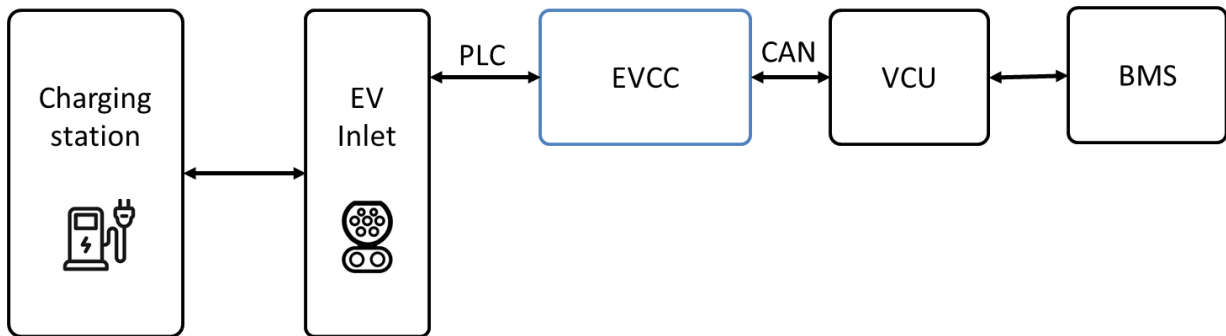 Charging
station
EV
Inlet
PLC
EVCC
CAN
VCU
BMS